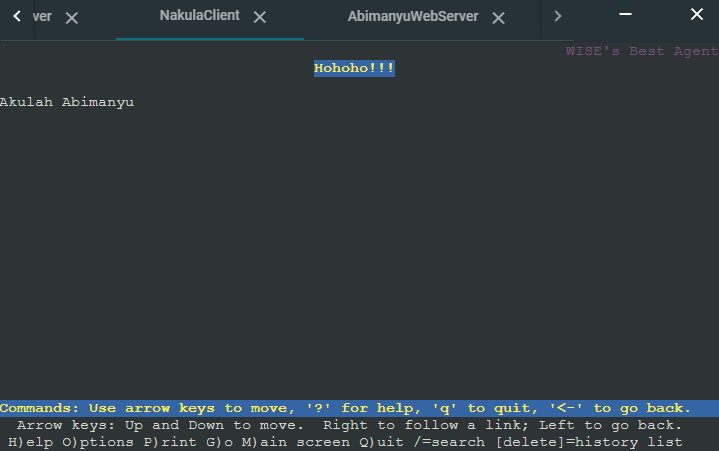 ver NakulaClient AbimanyuWebServer
WISE's Best Agent
Hohoho!!!
Akulah Abimanyu
Commands: Use arrow keys to move, '?' for help, 'q' to quit, '<-' to go back.
Arrow keys: Up and Down to move. Right to follow a link; Left to go back.
H)elp O)ptions P)rint G)o M)ain screen Q)uit /=search [delete]=history list